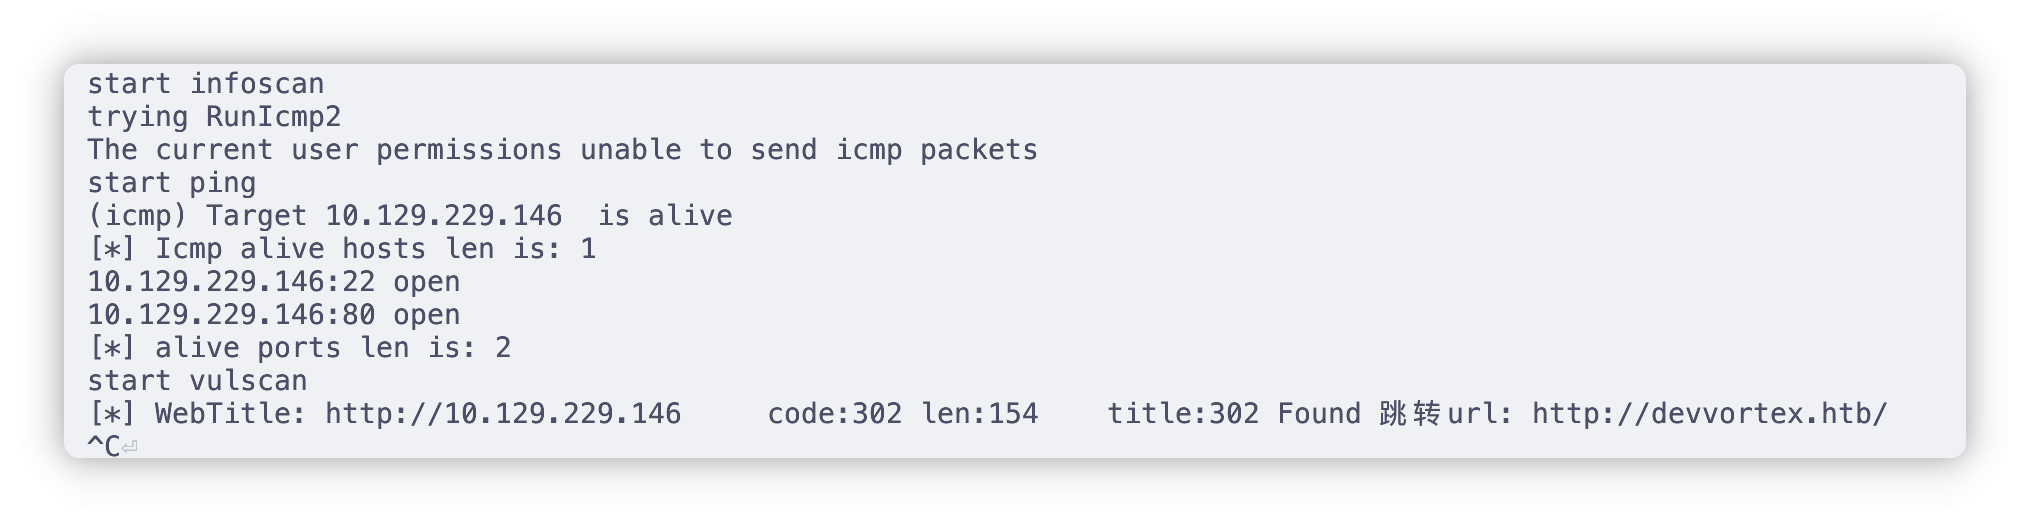 start infoscan
trying RunIcmp2
The current user permissions unable to send icmp packets
start ping
(icmp) Target 10.129.229.146  is alive
[*] Icmp alive hosts len is: 1
10.129.229.146:22 open
10.129.229.146:80 open
[*] alive ports len is: 2
start vulscan
[*] WebTitle: http://10.129.229.146     code:302 len:154    title:302 Found 跳转url: http://devvortex.htb/
^C⏎